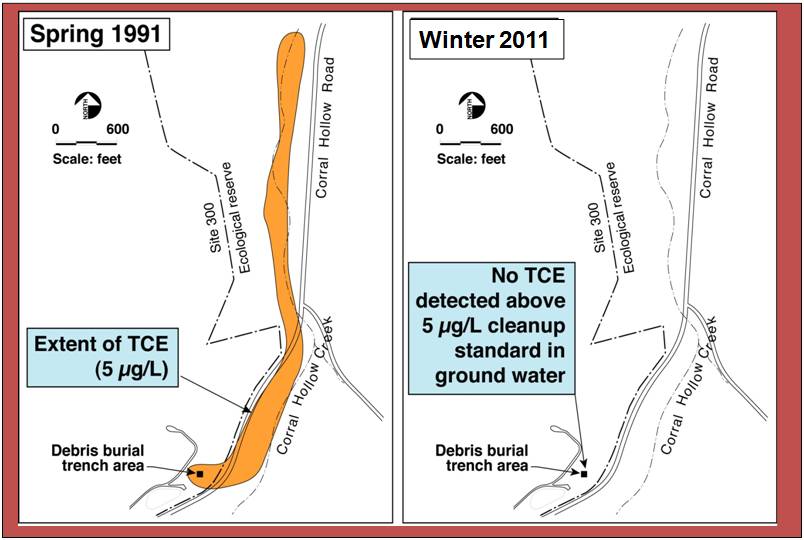 Spring 1991
NORTH
0 600
Scale: feet
Site 300
Ecological reserve
Corral Hollow Road
Extent of TCE
(5 µg/L)
Corral Hollow Creek
Debris burial
trench area
Winter 2011
NORTH
0 600
Scale: feet
Site 300
Ecological reserve
Corral Hollow Road
No TCE
detected above
5 µg/L cleanup
standard in
ground water
Corral Hollow Creek
Debris burial
trench area